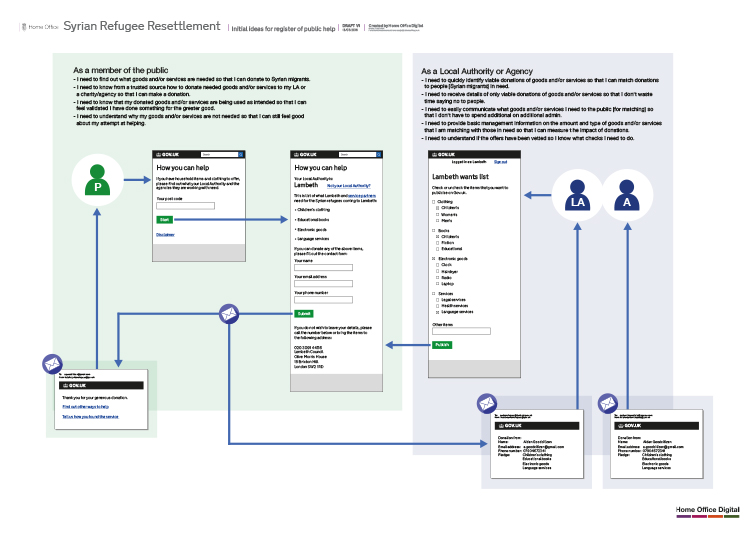 Home Office
Syrian Refugee Resettlement
Initial ideas for register of public help
DRAFT V1
Created by Home Office Digital
As a member of the public
- I need to find out what goods and/or services are needed so that I can donate to Syrian migrants.
- I need to know from a trusted source how to donate needed goods and/or services to my LA or
a charity/agency so that I can make a donation.
- I need to know that my donated goods and/or services are being used as intended so that I can
feel validated I have done something for the greater good.
- I need to understand why my goods and/or services are not needed so that I can still feel good
about my attempt at helping.
As a Local Authority or Agency
- I need to quickly identify viable donations of goods and/or services so that I can match donations
to people (Syrian migrants) in need.
- I need to receive details of only viable donations of goods and/or services so that I don't waste
time saying no to people.
- I need to easily communicate what goods and/or services I need to the public (for matching) so
that I don't have to spend additional on additional admin.
- I need to provide basic management information on the amount and type of goods and/or services
that I am matching with those in need so that I can measure the impact of donations.
- I need to understand if the offers have been vetted so I know what checks I need to do.
P
GOV.UK
Search
How you can help
If you have household items and clothing to offer,
please find out why your Local Authority and the
agencies they are working with need.
Your post code
Start
Disclaimer
GOV.UK
Search
How you can help
Your Local Authority is:
Lambeth
Not your Local Authority?
This is list of what Lambeth and service partners
need for the Syrian refugees coming to Lambeth:
• Children's clothing
• Educational books
• Electronic goods
• Language services
If you can donate any of the above items,
please fill out the contact form
Your name
Your email address
Your phone number
Submit
If you do not wish to leave your details, please
call the number below or bring the items to
the following address:
Lambeth Council
Olive Morris House
18 Brixton Hill
London SW2 1RD
GOV.UK
Logged in as: Lambeth
Sign out
Lambeth wants list
Check or uncheck the items that you want to
publish on Gov.uk.
Clothing
Children's
Women's
Men's
Books
Children's
Fiction
Educational
Electronic goods
Clock
Hairdryer
Radio
Laptop
Services
Legal services
Health services
Language services
Other items
Publish
LA
A
GOV.UK
Thank you for your generous donation.
Find out other ways to help
Tell us how you found the service
GOV.UK
Donation from:
Name: Aidan Goodcitizen
Email address: a.goodcitizen@gmail.com
Phone number:
Pledge: Children's clothing
Educational books
Electronic goods
Language services
GOV.UK
Donation from:
Name: Aidan Goodcitizen
Email address: a.goodcitizen@gmail.com
Phone number:
Pledge: Children's clothing
Educational books
Electronic goods
Language services
Home Office Digital